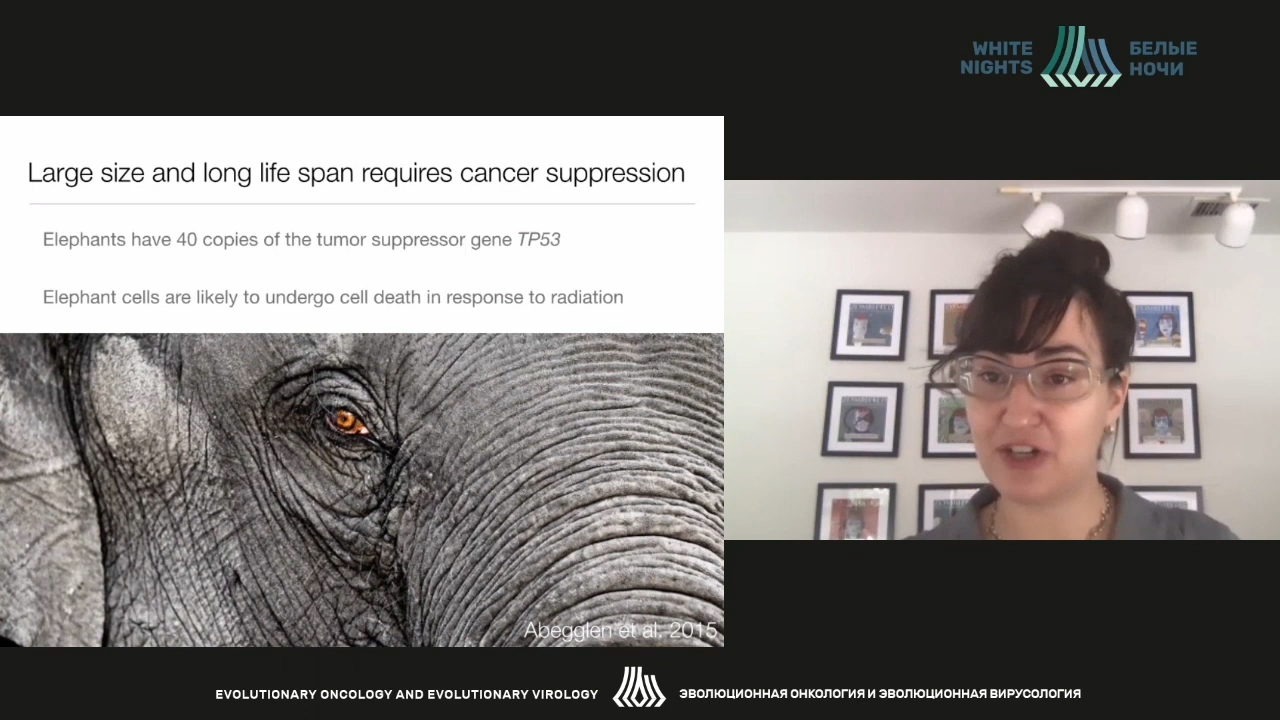 WHITE
NIGHTS
БЕЛЫЕ
НОЧИ
Large size and long life span requires cancer suppression
Elephants have 40 copies of the tumor suppressor gene TP53
Elephant cells are likely to undergo cell death in response to radiation
Abegglen et al. 2015
EVOLUTIONARY ONCOLOGY AND EVOLUTIONARY VIROLOGY
ЭВОЛЮЦИОННАЯ ОНКОЛОГИЯ И ЭВОЛЮЦИОННАЯ ВИРУСОЛОГИЯ